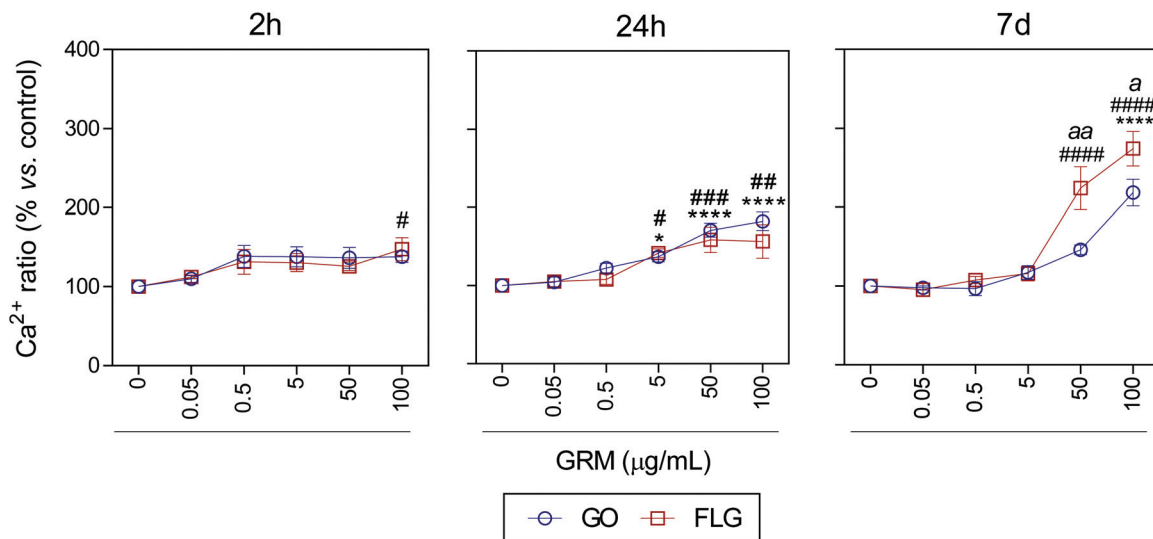 2h 24h 7d
Ca2+ ratio (% vs. control)
400
300
200
100
0
#
#
*
###
****
##
****
aa
####
a
####
****
0 0.05 0.5 5 50 100 0 0.05 0.5 5 50 100 0 0.05 0.5 5 50 100
GRM (μg/mL)
GO FLG